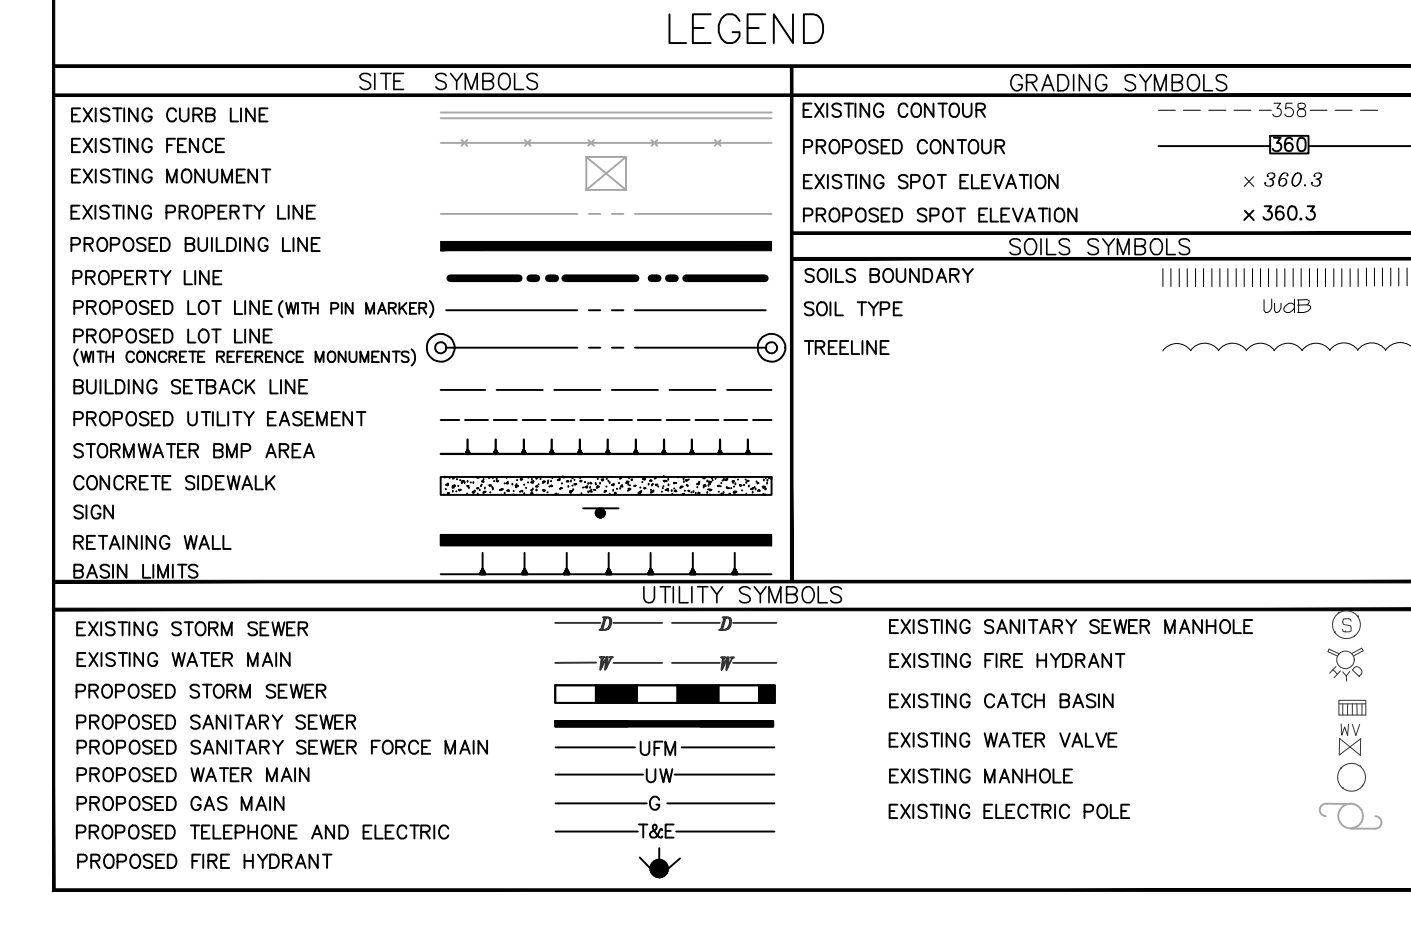 LEGEND
SITE SYMBOLS
EXISTING CURB LINE
EXISTING FENCE
EXISTING MONUMENT
EXISTING PROPERTY LINE
PROPOSED BUILDING LINE
PROPERTY LINE
PROPOSED LOT LINE (WITH PIN MARKER)
PROPOSED LOT LINE
(WITH CONCRETE REFERENCE MONUMENTS)
BUILDING SETBACK LINE
PROPOSED UTILITY EASEMENT
STORMWATER BMP AREA
CONCRETE SIDEWALK
SIGN
RETAINING WALL
BASIN LIMITS
GRADING SYMBOLS
EXISTING CONTOUR 358
PROPOSED CONTOUR 360
EXISTING SPOT ELEVATION × 360.3
PROPOSED SPOT ELEVATION × 360.3
SOILS SYMBOLS
SOILS BOUNDARY
SOIL TYPE UudB
TREELINE
UTILITY SYMBOLS
EXISTING STORM SEWER D D
EXISTING WATER MAIN W W
PROPOSED STORM SEWER
PROPOSED SANITARY SEWER
PROPOSED SANITARY SEWER FORCE MAIN UFM
PROPOSED WATER MAIN UW
PROPOSED GAS MAIN G
PROPOSED TELEPHONE AND ELECTRIC T&E
PROPOSED FIRE HYDRANT
EXISTING SANITARY SEWER MANHOLE S
EXISTING FIRE HYDRANT HYD
EXISTING CATCH BASIN
EXISTING WATER VALVE WV
EXISTING MANHOLE
EXISTING ELECTRIC POLE